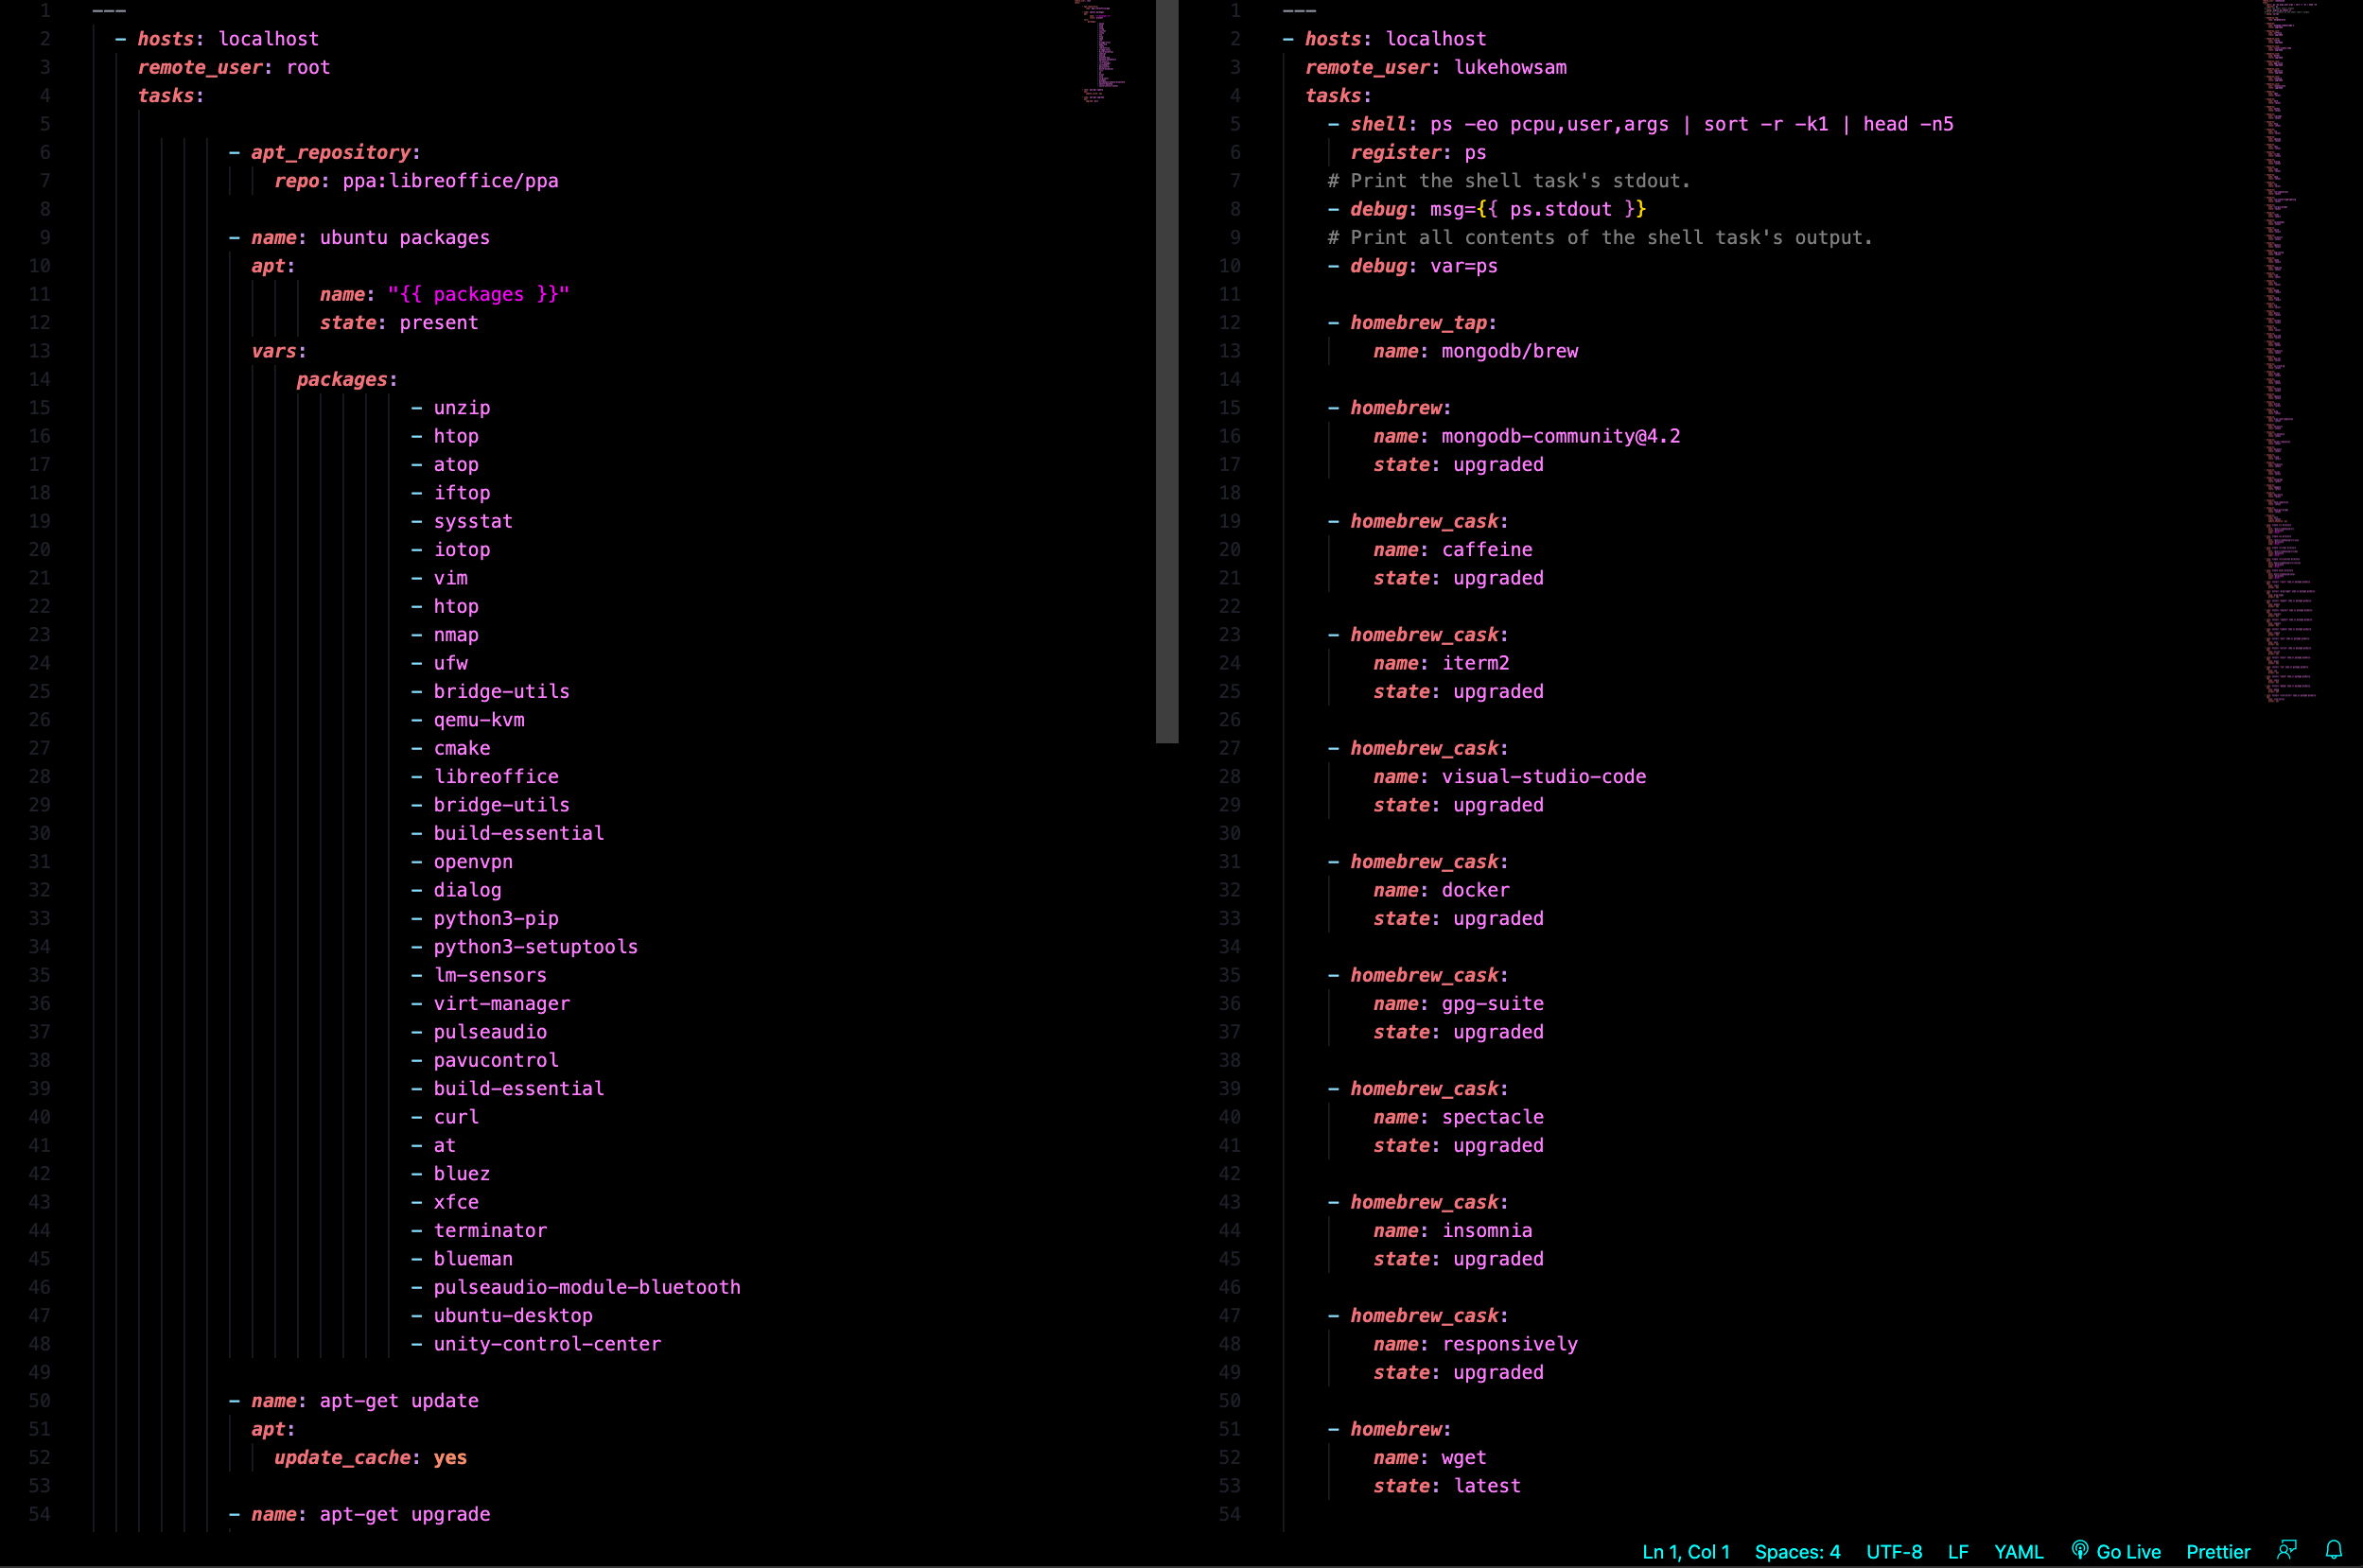 1 ---
2 - hosts: localhost
3 remote_user: root
4 tasks:
5
6 - apt_repository:
7 repo: ppa:libreoffice/ppa
8
9 - name: ubuntu packages
10 apt:
11 name: "{{ packages }}"
12 state: present
13 vars:
14 packages:
15 - unzip
16 - htop
17 - atop
18 - iftop
19 - sysstat
20 - iotop
21 - vim
22 - htop
23 - nmap
24 - ufw
25 - bridge-utils
26 - qemu-kvm
27 - cmake
28 - libreoffice
29 - bridge-utils
30 - build-essential
31 - openvpn
32 - dialog
33 - python3-pip
34 - python3-setuptools
35 - lm-sensors
36 - virt-manager
37 - pulseaudio
38 - pavucontrol
39 - build-essential
40 - curl
41 - at
42 - bluez
43 - xfce
44 - terminator
45 - blueman
46 - pulseaudio-module-bluetooth
47 - ubuntu-desktop
48 - unity-control-center
49
50 - name: apt-get update
51 apt:
52 update_cache: yes
53
54 - name: apt-get upgrade
1 ---
2 - hosts: localhost
3 remote_user: lukehowsam
4 tasks:
5 - shell: ps -eo pcpu,user,args | sort -r -k1 | head -n5
6 register: ps
7 # Print the shell task's stdout.
8 - debug: msg={{ ps.stdout }}
9 # Print all contents of the shell task's output.
10 - debug: var=ps
11
12 - homebrew_tap:
13 name: mongodb/brew
14
15 - homebrew:
16 name: mongodb-community@4.2
17 state: upgraded
18
19 - homebrew_cask:
20 name: caffeine
21 state: upgraded
22
23 - homebrew_cask:
24 name: iterm2
25 state: upgraded
26
27 - homebrew_cask:
28 name: visual-studio-code
29 state: upgraded
30
31 - homebrew_cask:
32 name: docker
33 state: upgraded
34
35 - homebrew_cask:
36 name: gpg-suite
37 state: upgraded
38
39 - homebrew_cask:
40 name: spectacle
41 state: upgraded
42
43 - homebrew_cask:
44 name: insomnia
45 state: upgraded
46
47 - homebrew_cask:
48 name: responsively
49 state: upgraded
50
51 - homebrew:
52 name: wget
53 state: latest
54
Ln 1, Col 1 Spaces: 4 UTF-8 LF YAML Go Live Prettier